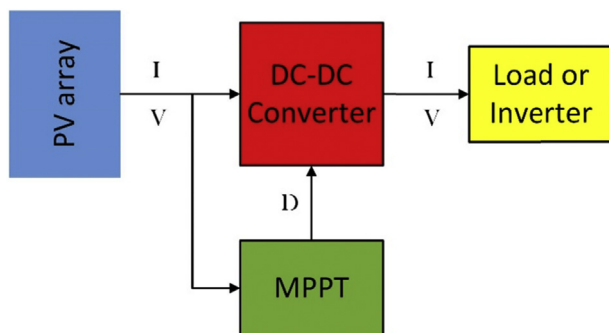 PV array
I
V
DC-DC
Converter
I
V
Load or
Inverter
D
MPPT